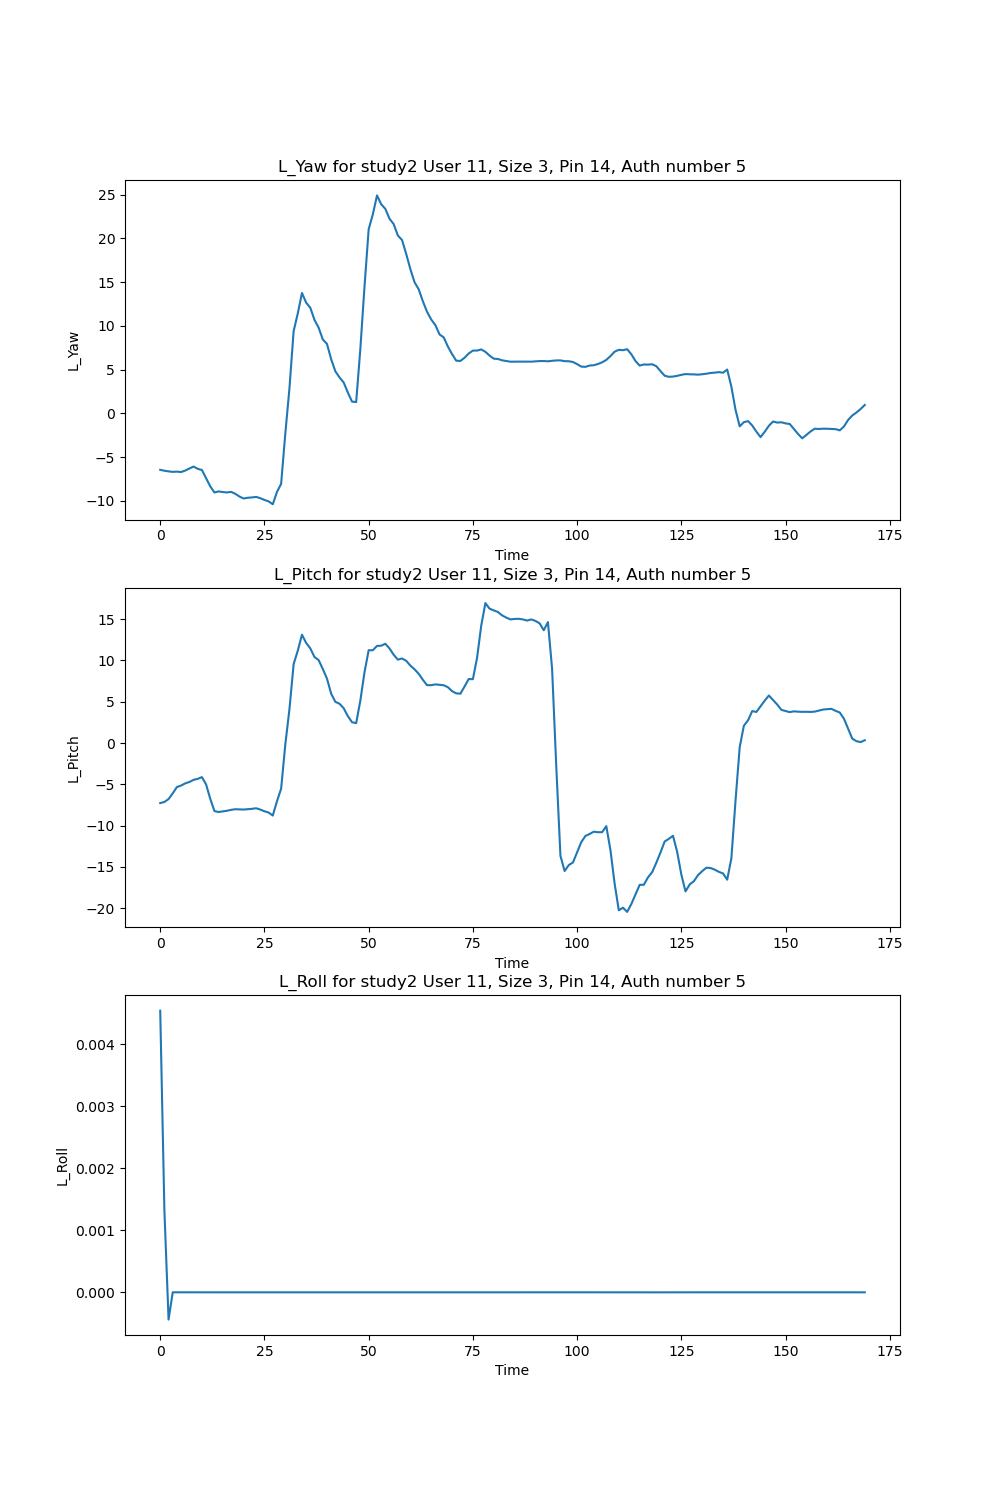 L_Yaw for study2 User 11, Size 3, Pin 14, Auth number 5
25
20
15
10
5
0
−5
−10
L_Yaw
0 25 50 75 100 125 150 175
Time
L_Pitch for study2 User 11, Size 3, Pin 14, Auth number 5
15
10
5
0
−5
−10
−15
−20
L_Pitch
0 25 50 75 100 125 150 175
Time
L_Roll for study2 User 11, Size 3, Pin 14, Auth number 5
0.004
0.003
0.002
0.001
0.000
L_Roll
0 25 50 75 100 125 150 175
Time